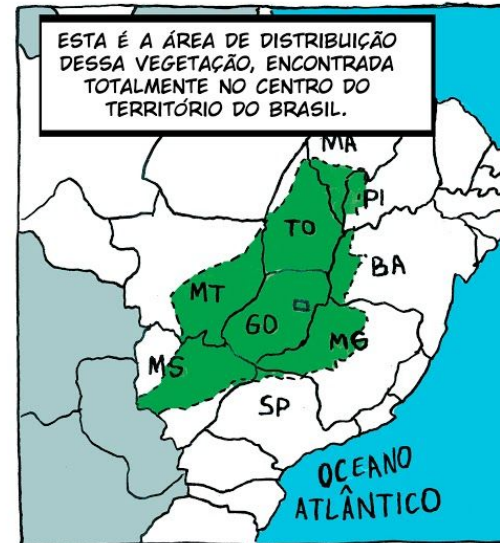 ESTA É A ÁREA DE DISTRIBUIÇÃO
DESSA VEGETAÇÃO, ENCONTRADA
TOTALMENTE NO CENTRO DO
TERRITÓRIO DO BRASIL.
MA
PI
TO
BA
MT
GO
MG
MS
SP
OCEANO
ATLÂNTICO